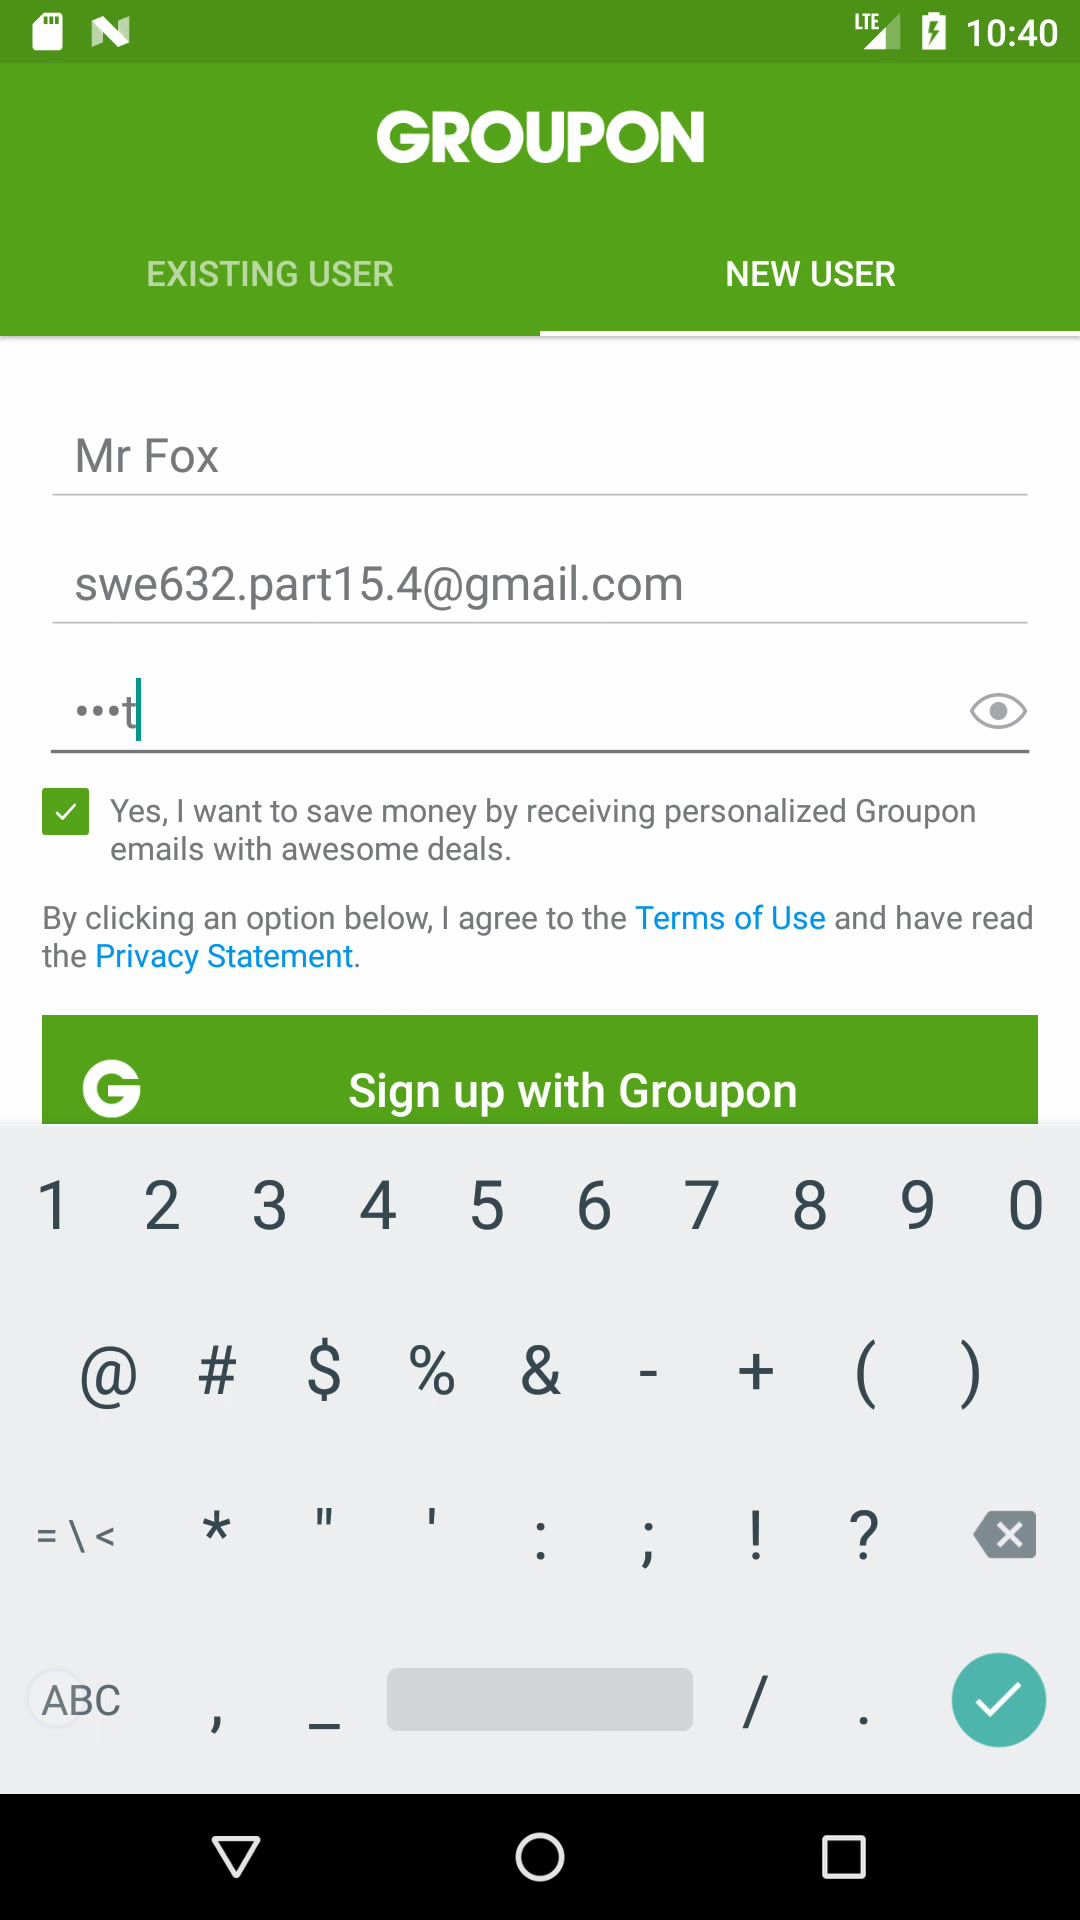 LTE 10:40
GROUPON
EXISTING USER NEW USER
Mr Fox
swe632.part15.4@gmail.com
•••t
Yes, I want to save money by receiving personalized Groupon
emails with awesome deals.
By clicking an option below, I agree to the Terms of Use and have read
the Privacy Statement.
G Sign up with Groupon
1 2 3 4 5 6 7 8 9 0
@ # $ % & - + ( )
= \ < * " ' : ; ! ?
ABC , _ / .